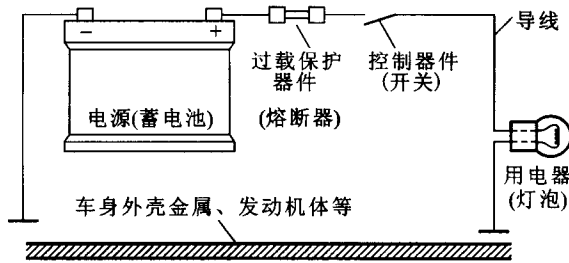 导线
− +
过载保护
器件
控制器件
(开关)
电源(蓄电池)
(熔断器)
用电器
(灯泡)
车身外壳金属、发动机体等